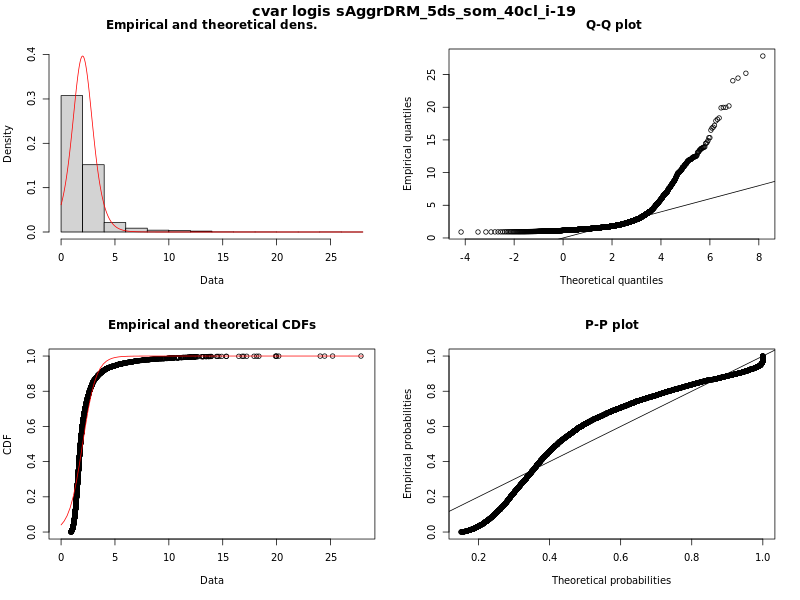 cvar logis sAggrDRM_5ds_som_40cl_i-19
Empirical and theoretical dens.
Density
0.0 0.1 0.2 0.3 0.4
0 5 10 15 20 25
Data
Q-Q plot
Empirical quantiles
0 5 10 15 20 25
-4 -2 0 2 4 6 8
Theoretical quantiles
Empirical and theoretical CDFs
CDF
0.0 0.2 0.4 0.6 0.8 1.0
0 5 10 15 20 25
Data
P-P plot
Empirical probabilities
0.0 0.2 0.4 0.6 0.8 1.0
0.2 0.4 0.6 0.8 1.0
Theoretical probabilities